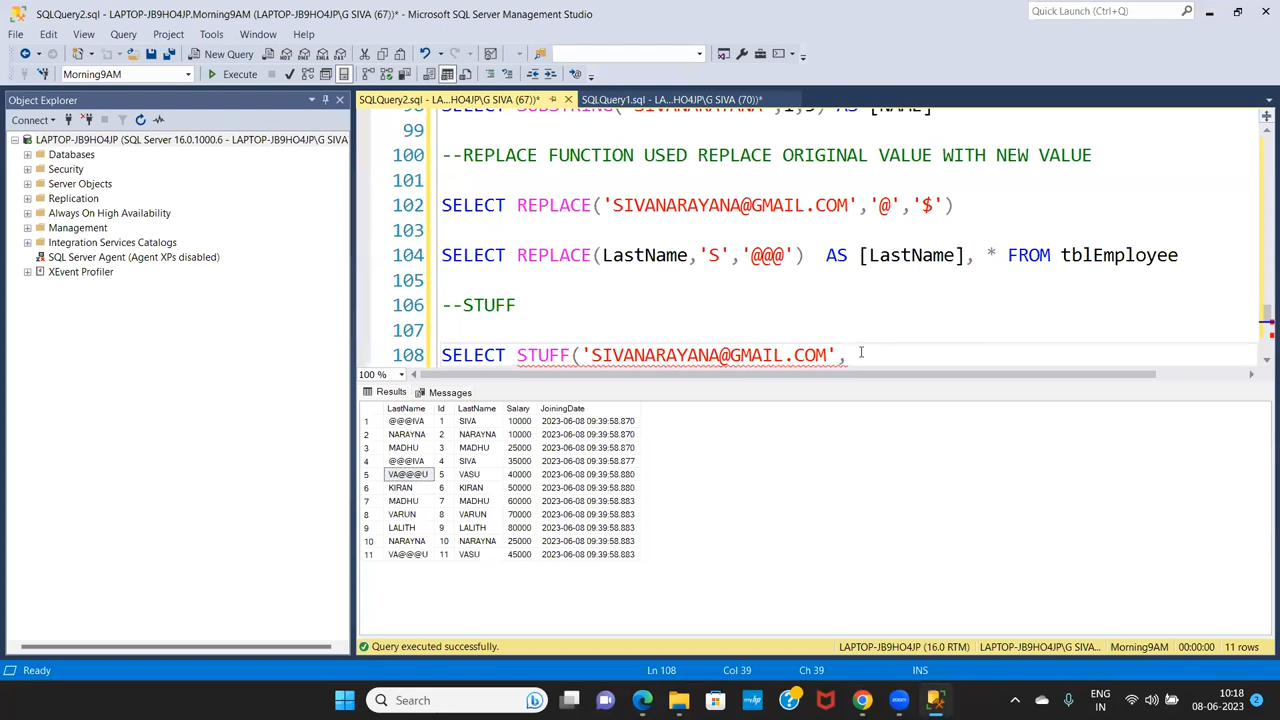 SQLQuery2.sql - LAPTOP-JB9HO4JP.Morning9AM (LAPTOP-JB9HO4JP\G SIVA (67))* - Microsoft SQL Server Management Studio
Quick Launch (Ctrl+Q)
File Edit View Query Project Tools Window Help
New Query
Morning9AM Execute
Object Explorer
SQLQuery2.sql - LA...HO4JP\G SIVA (67))*
SQLQuery1.sql - LA...HO4JP\G SIVA (70))*
Connect
LAPTOP-JB9HO4JP (SQL Server 16.0.1000.6 - LAPTOP-JB9HO4JP\G SIVA
Databases
Security
Server Objects
Replication
Always On High Availability
Management
Integration Services Catalogs
SQL Server Agent (Agent XPs disabled)
XEvent Profiler
98 SELECT SUBSTRING('SIVANARAYANA',1,5) AS [NAME]
99
100 --REPLACE FUNCTION USED REPLACE ORIGINAL VALUE WITH NEW VALUE
101
102 SELECT REPLACE('SIVANARAYANA@GMAIL.COM','@','$')
103
104 SELECT REPLACE(LastName,'S','@@@') AS [LastName], * FROM tblEmployee
105
106 --STUFF
107
108 SELECT STUFF('SIVANARAYANA@GMAIL.COM',
100 %
Results Messages
LastName Id LastName Salary JoiningDate
1 @@@IVA 1 SIVA 10000 2023-06-08 09:39:58.870
2 NARAYNA 2 NARAYNA 10000 2023-06-08 09:39:58.870
3 MADHU 3 MADHU 25000 2023-06-08 09:39:58.870
4 @@@IVA 4 SIVA 35000 2023-06-08 09:39:58.877
5 VA@@@U 5 VASU 40000 2023-06-08 09:39:58.880
6 KIRAN 6 KIRAN 50000 2023-06-08 09:39:58.880
7 MADHU 7 MADHU 60000 2023-06-08 09:39:58.883
8 VARUN 8 VARUN 70000 2023-06-08 09:39:58.883
9 LALITH 9 LALITH 80000 2023-06-08 09:39:58.883
10 NARAYNA 10 NARAYNA 25000 2023-06-08 09:39:58.883
11 VA@@@U 11 VASU 45000 2023-06-08 09:39:58.883
Query executed successfully.
LAPTOP-JB9HO4JP (16.0 RTM) LAPTOP-JB9HO4JP\G SIVA... Morning9AM 00:00:00 11 rows
Ready Ln 108 Col 39 Ch 39 INS
Search
ENG
IN
10:18
08-06-2023
2